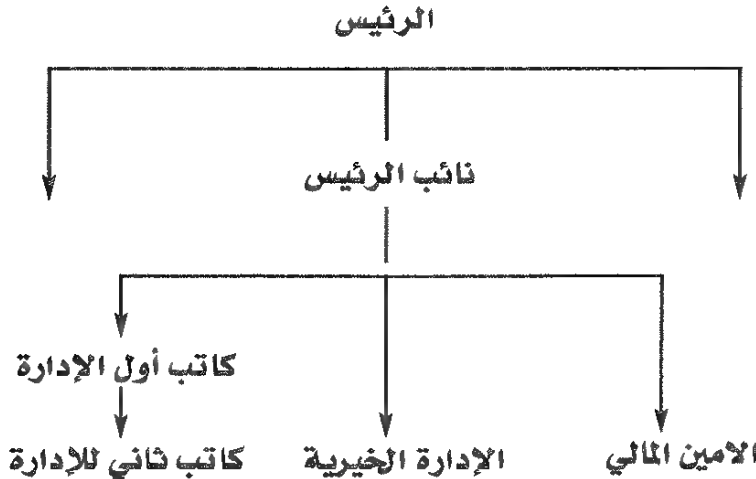 الرئيس
نائب الرئيس
كاتب أول الإدارة
الامين المالي
الإدارة الخيرية
كاتب ثاني للإدارة